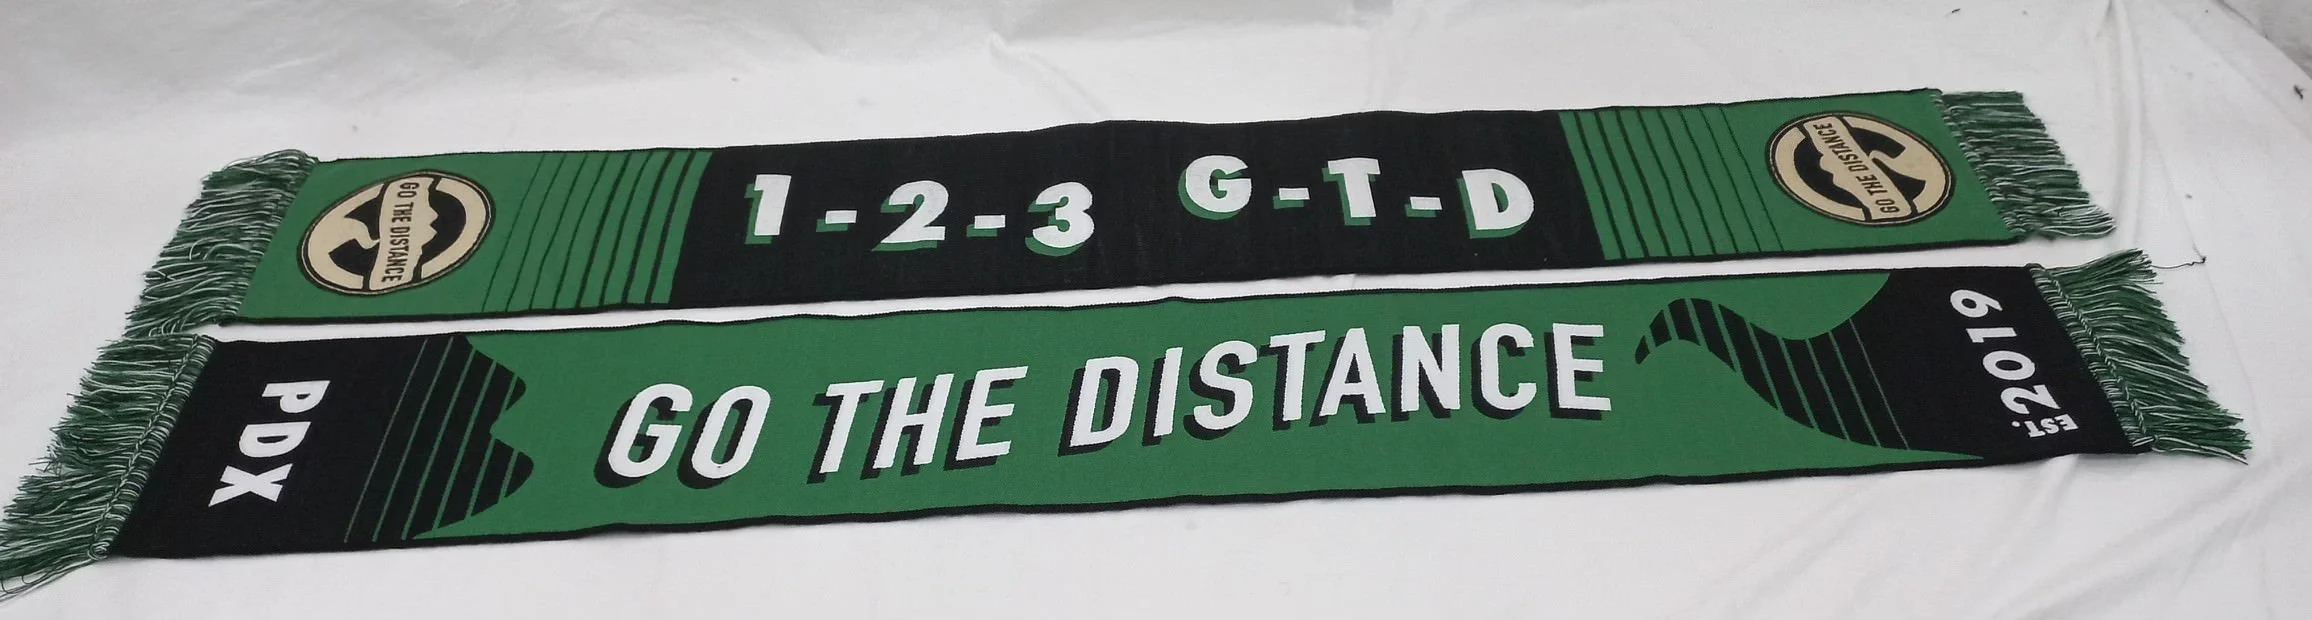 GO THE DISTANCE
1-2-3 G-T-D
GO THE DISTANCE
PDX
GO THE DISTANCE
EST. 2019